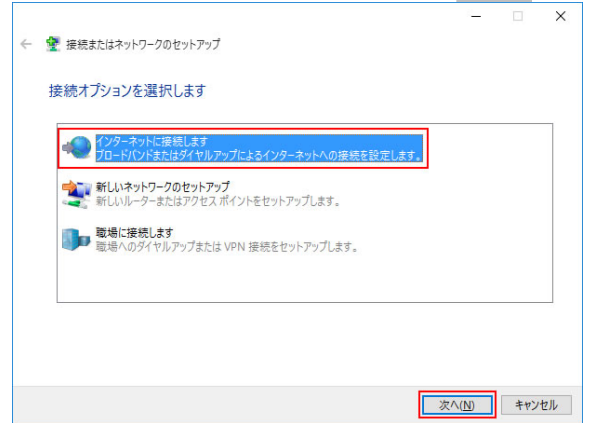 接続またはネットワークのセットアップ
接続オプションを選択します
インターネットに接続します
ブロードバンドまたはダイヤルアップによるインターネットへの接続を設定します。
新しいネットワークのセットアップ
新しいルーターまたはアクセス ポイントをセットアップします。
職場に接続します
職場へのダイヤルアップまたは VPN 接続をセットアップします。
次へ(N)
キャンセル